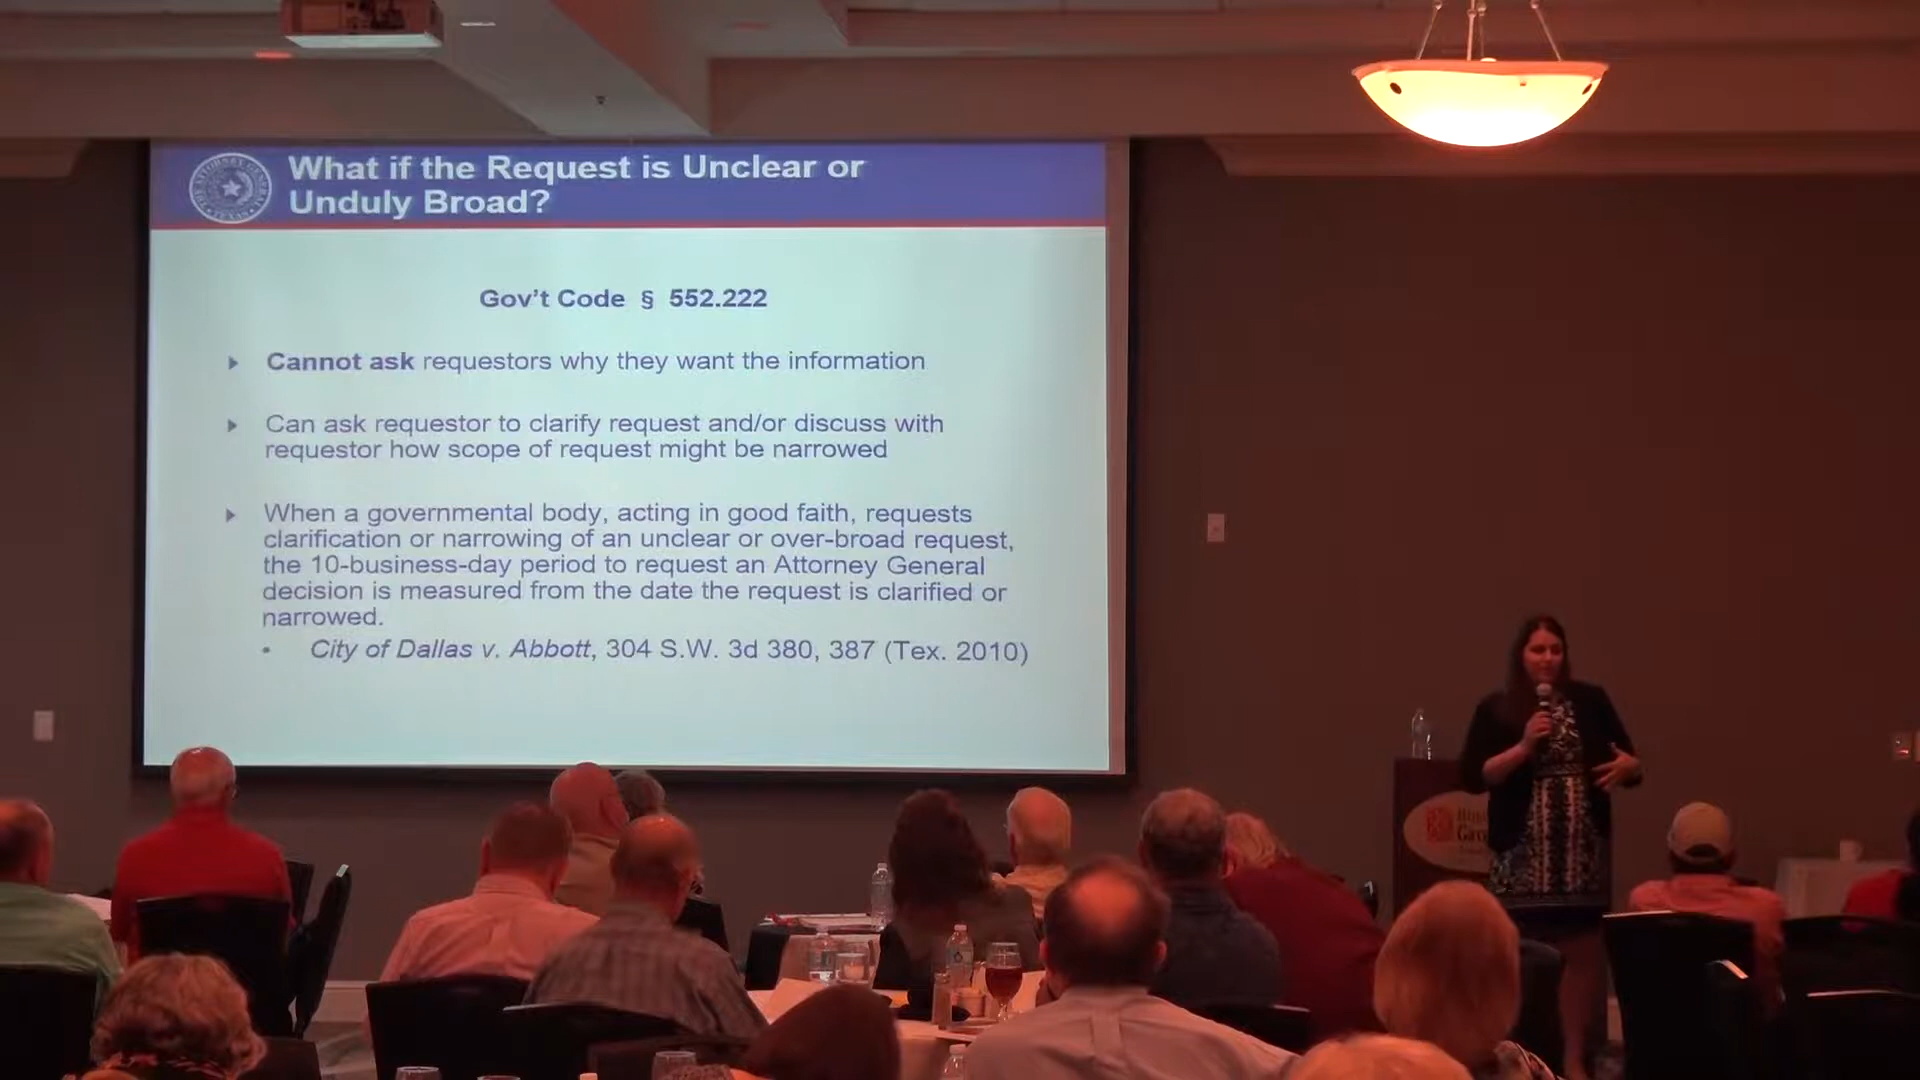 What if the Request is Unclear or
Unduly Broad?
THE ATTORNEY GENERAL
• TEXAS •
Gov't Code § 552.222
Cannot ask requestors why they want the information
Can ask requestor to clarify request and/or discuss with
requestor how scope of request might be narrowed
When a governmental body, acting in good faith, requests
clarification or narrowing of an unclear or over-broad request,
the 10-business-day period to request an Attorney General
decision is measured from the date the request is clarified or
narrowed.
• City of Dallas v. Abbott, 304 S.W. 3d 380, 387 (Tex. 2010)